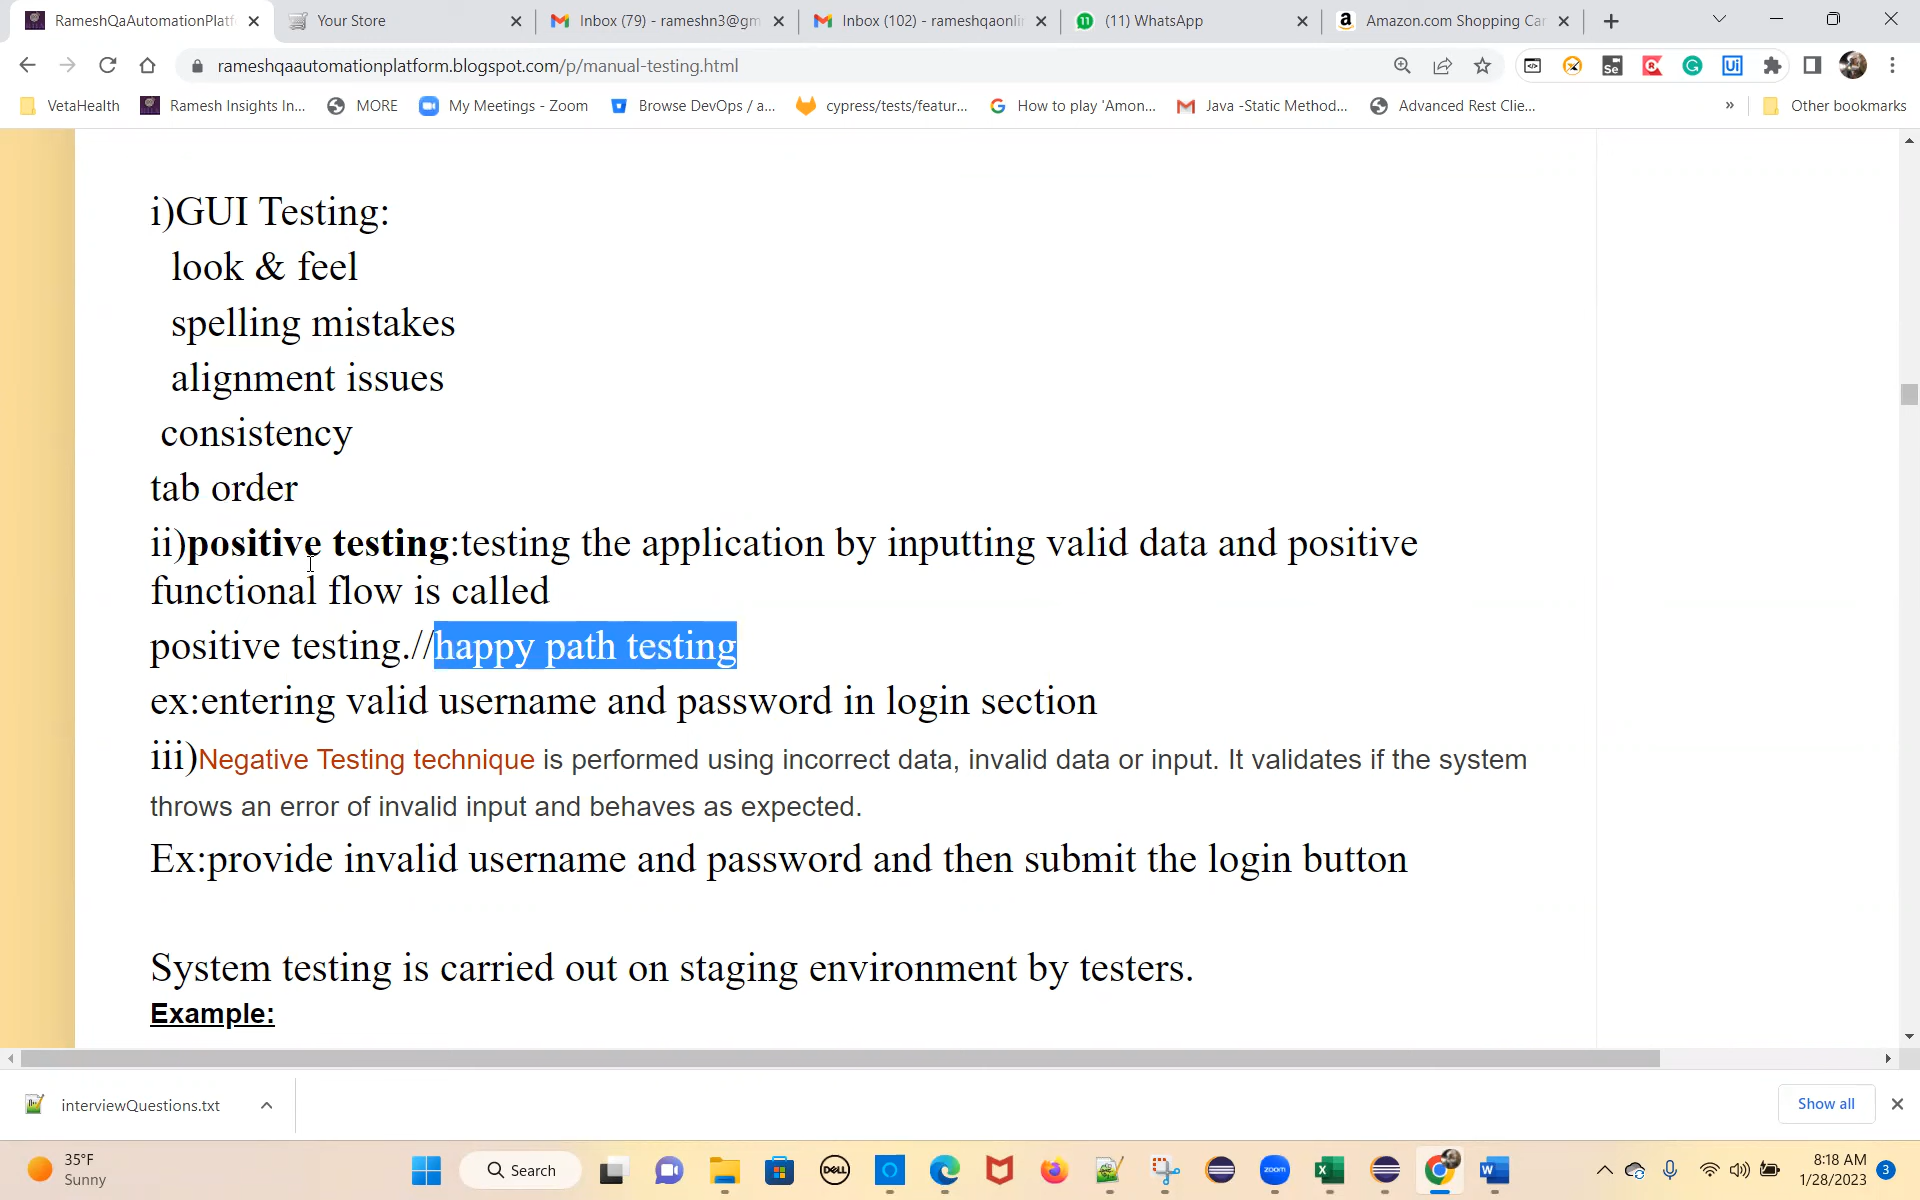 RameshQaAutomationPlatf
Your Store
Inbox (79) - rameshn3@gm
Inbox (102) - rameshqaonlin
(11) WhatsApp
Amazon.com Shopping Car
rameshqaautomationplatform.blogspot.com/p/manual-testing.html
VetaHealth
Ramesh Insights In...
MORE
My Meetings - Zoom
Browse DevOps / a...
cypress/tests/featur...
How to play 'Amon...
Java -Static Method...
Advanced Rest Clie...
»
Other bookmarks
i)GUI Testing:
look & feel
spelling mistakes
alignment issues
consistency
tab order
ii)positive testing:testing the application by inputting valid data and positive
functional flow is called
positive testing.//happy path testing
ex:entering valid username and password in login section
iii)Negative Testing technique is performed using incorrect data, invalid data or input. It validates if the system
throws an error of invalid input and behaves as expected.
Ex:provide invalid username and password and then submit the login button
System testing is carried out on staging environment by testers.
Example:
interviewQuestions.txt
Show all
35°F
Sunny
Search
DELL
zoom
8:18 AM
1/28/2023
3